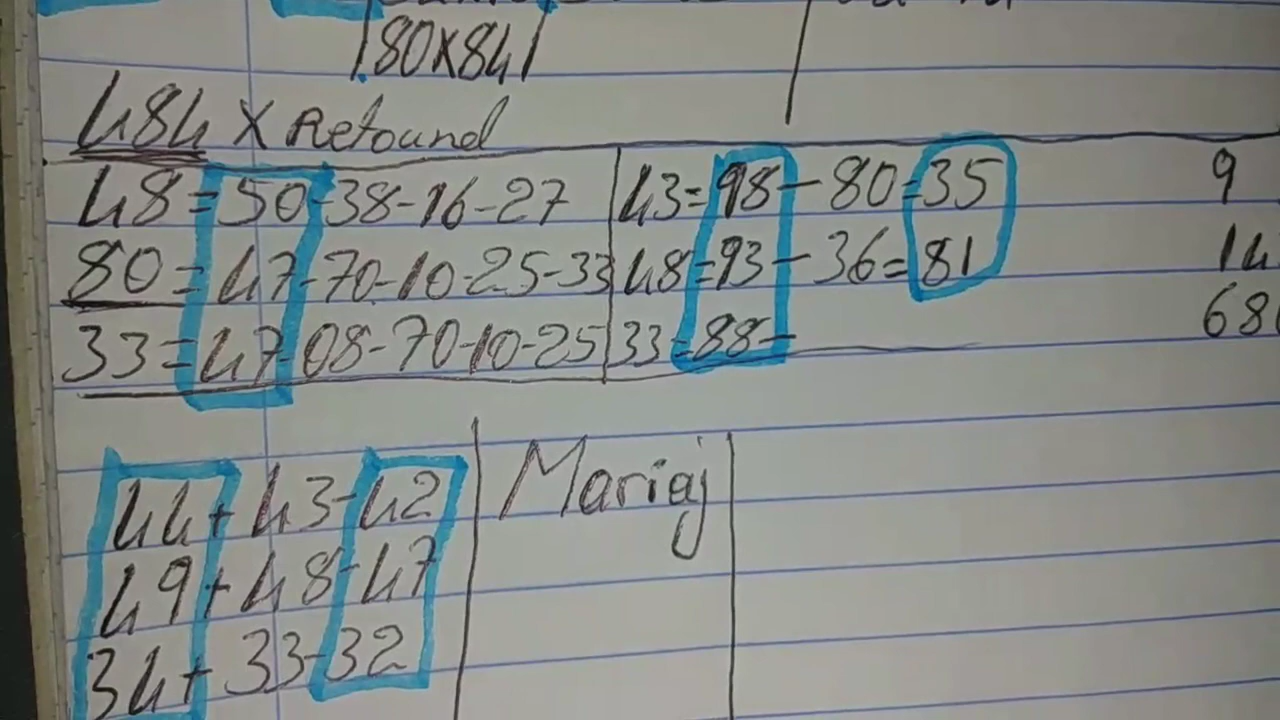 80x84
484 x Retound
48=50-38-16-27 43=98-80=35 9
80=47-70-10-25-33 48=93-36=81 14
33=47-08-70-10-25 33=88- 68
44+43-42 Mariaj
49+48-47
34+33-32